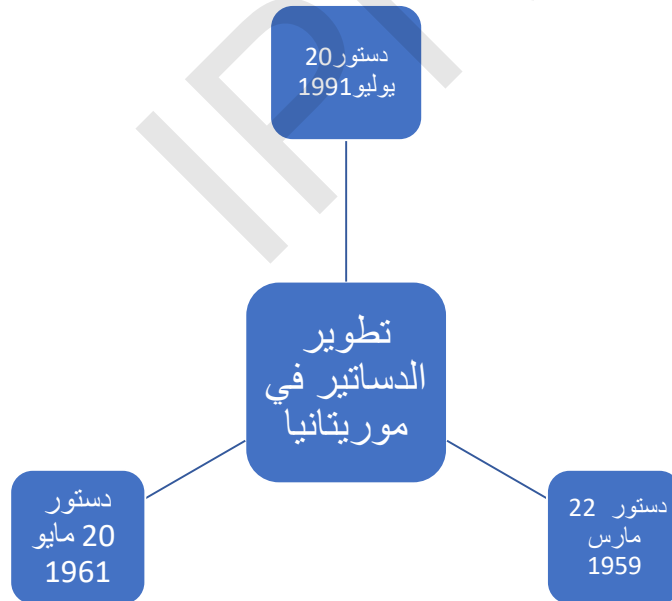 دستور20
يوليو1991
تطوير
الدساتير في
موريتانيا
دستور 22
مارس
1959
دستور
20 مايو
1961